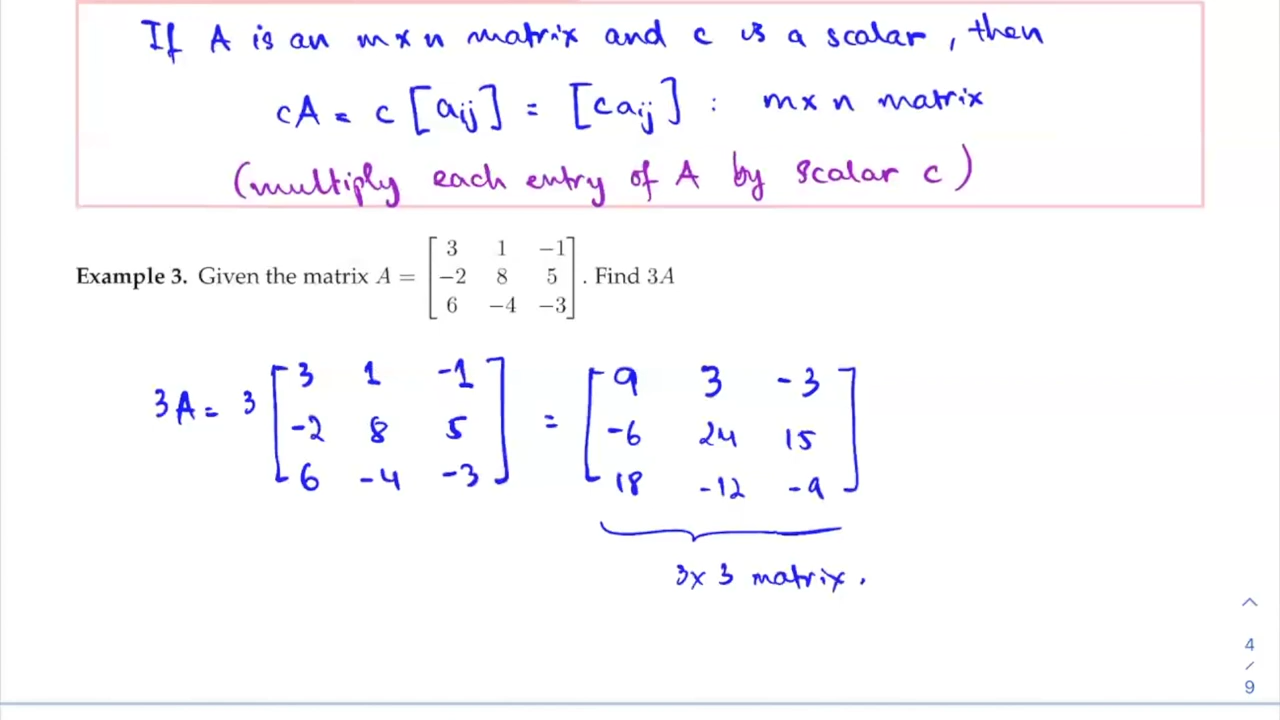 If A is an m x n matrix and c is a scalar, then
cA = c [aij] = [caij] : m x n matrix
(multiply each entry of A by scalar c)
Example 3. Given the matrix A = [3 1 −1; −2 8 5; 6 −4 −3]. Find 3A
3A = 3 [3 1 -1; -2 8 5; 6 -4 -3] = [9 3 -3; -6 24 15; 18 -12 -9]
3x3 matrix.
4
/
9